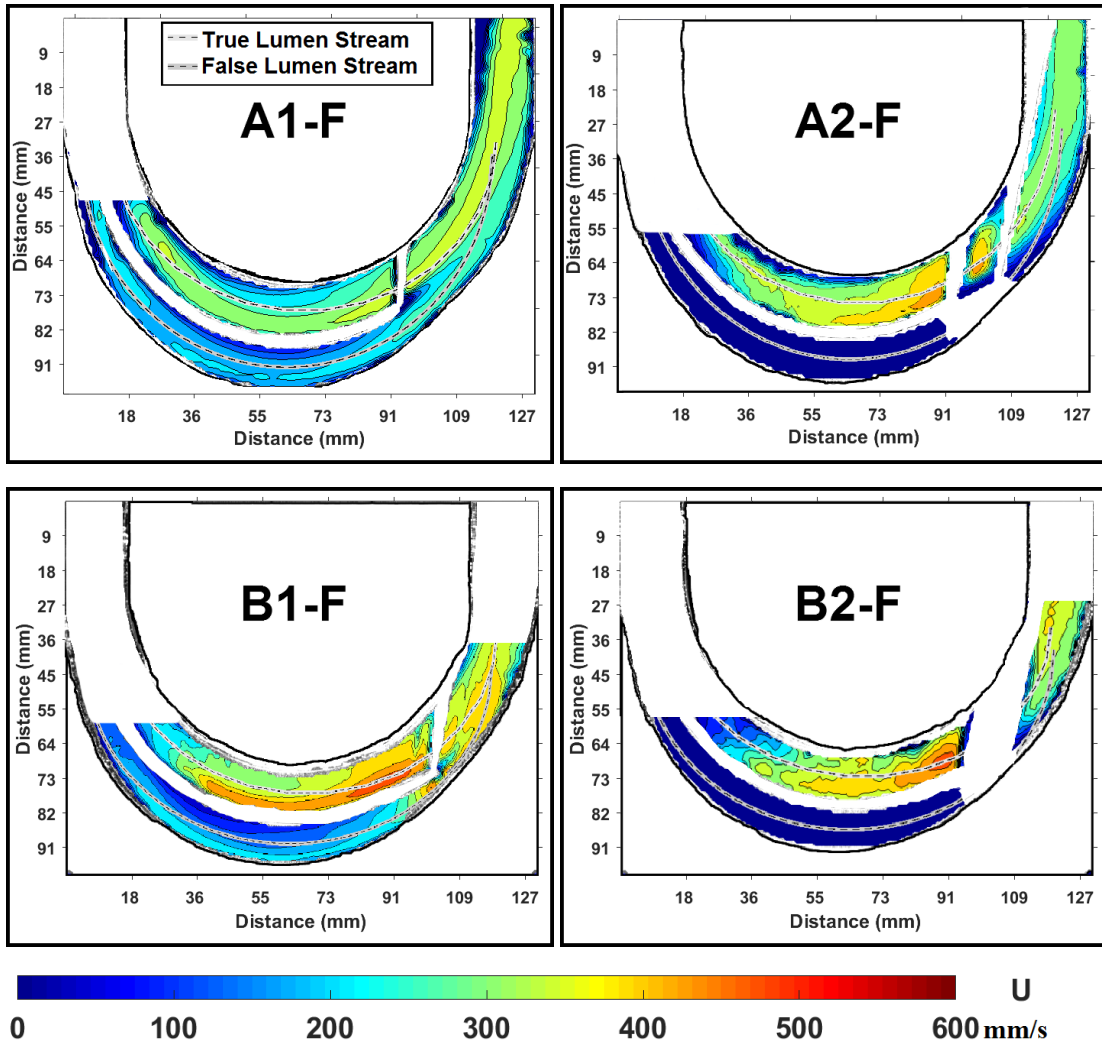 True Lumen Stream
False Lumen Stream
A1-F
9
18
27
36
45
55
64
73
82
91
Distance (mm)
18 36 55 73 91 109 127
Distance (mm)
A2-F
9
18
27
36
45
55
64
73
82
91
Distance (mm)
18 36 55 73 91 109 127
Distance (mm)
B1-F
9
18
27
36
45
55
64
73
82
91
Distance (mm)
18 36 55 73 91 109 127
Distance (mm)
B2-F
9
18
27
36
45
55
64
73
82
91
Distance (mm)
18 36 55 73 91 109 127
Distance (mm)
U
0 100 200 300 400 500 600 mm/s